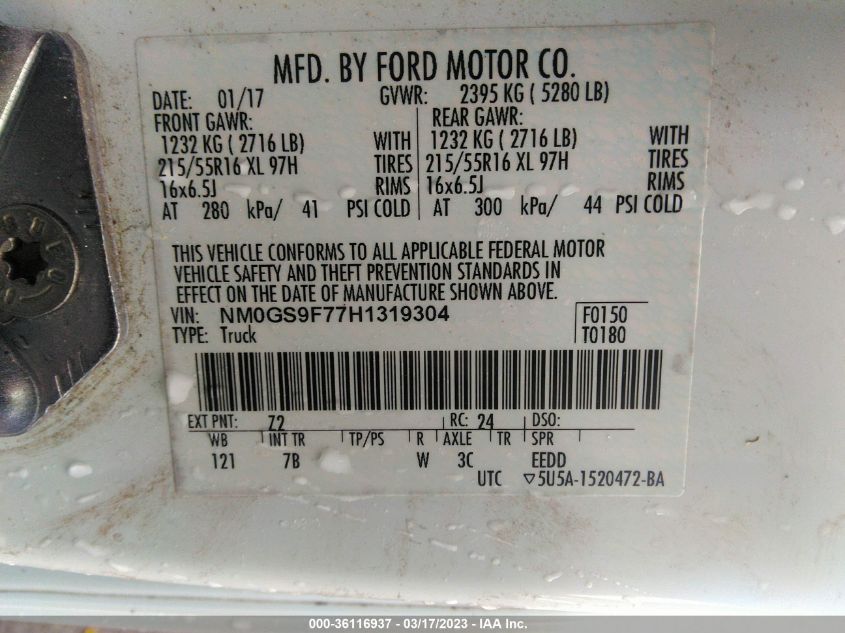 MFD. BY FORD MOTOR CO.
DATE: 01/17 GVWR: 2395 KG ( 5280 LB)
FRONT GAWR: REAR GAWR:
1232 KG ( 2716 LB) WITH 1232 KG ( 2716 LB) WITH
215/55R16 XL 97H TIRES 215/55R16 XL 97H TIRES
16x6.5J RIMS 16x6.5J RIMS
AT 280 kPa/ 41 PSI COLD AT 300 kPa/ 44 PSI COLD
THIS VEHICLE CONFORMS TO ALL APPLICABLE FEDERAL MOTOR
VEHICLE SAFETY AND THEFT PREVENTION STANDARDS IN
EFFECT ON THE DATE OF MANUFACTURE SHOWN ABOVE.
VIN: NM0GS9F77H1319304 F0150
TYPE: Truck T0180
EXT PNT: Z2 RC: 24 DSO:
WB INT TR TP/PS R AXLE TR SPR
121 7B W 3C EEDD
UTC ▽5U5A-1520472-BA
000-36116937 - 03/17/2023 - IAA Inc.